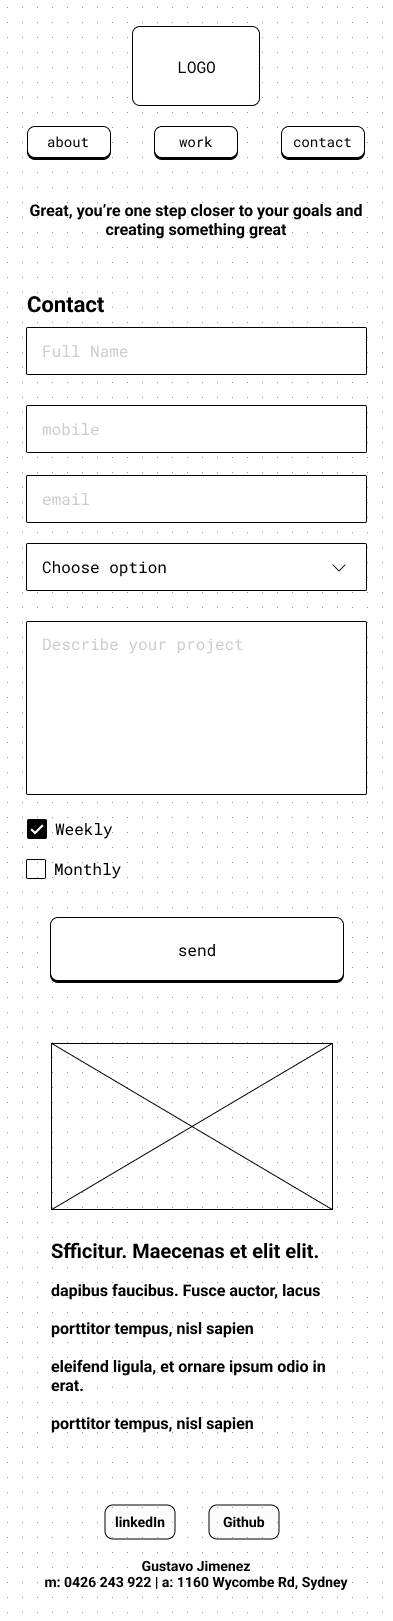 LOGO
about
work
contact
Great, you're one step closer to your goals and
creating something great
Contact
Full Name
mobile
email
Choose option
Describe your project
Weekly
Monthly
send
Sfficitur. Maecenas et elit elit.
dapibus faucibus. Fusce auctor, lacus
porttitor tempus, nisl sapien
eleifend ligula, et ornare ipsum odio in
erat.
porttitor tempus, nisl sapien
linkedIn
Github
Gustavo Jimenez
m: 0426 243 922 | a: 1160 Wycombe Rd, Sydney